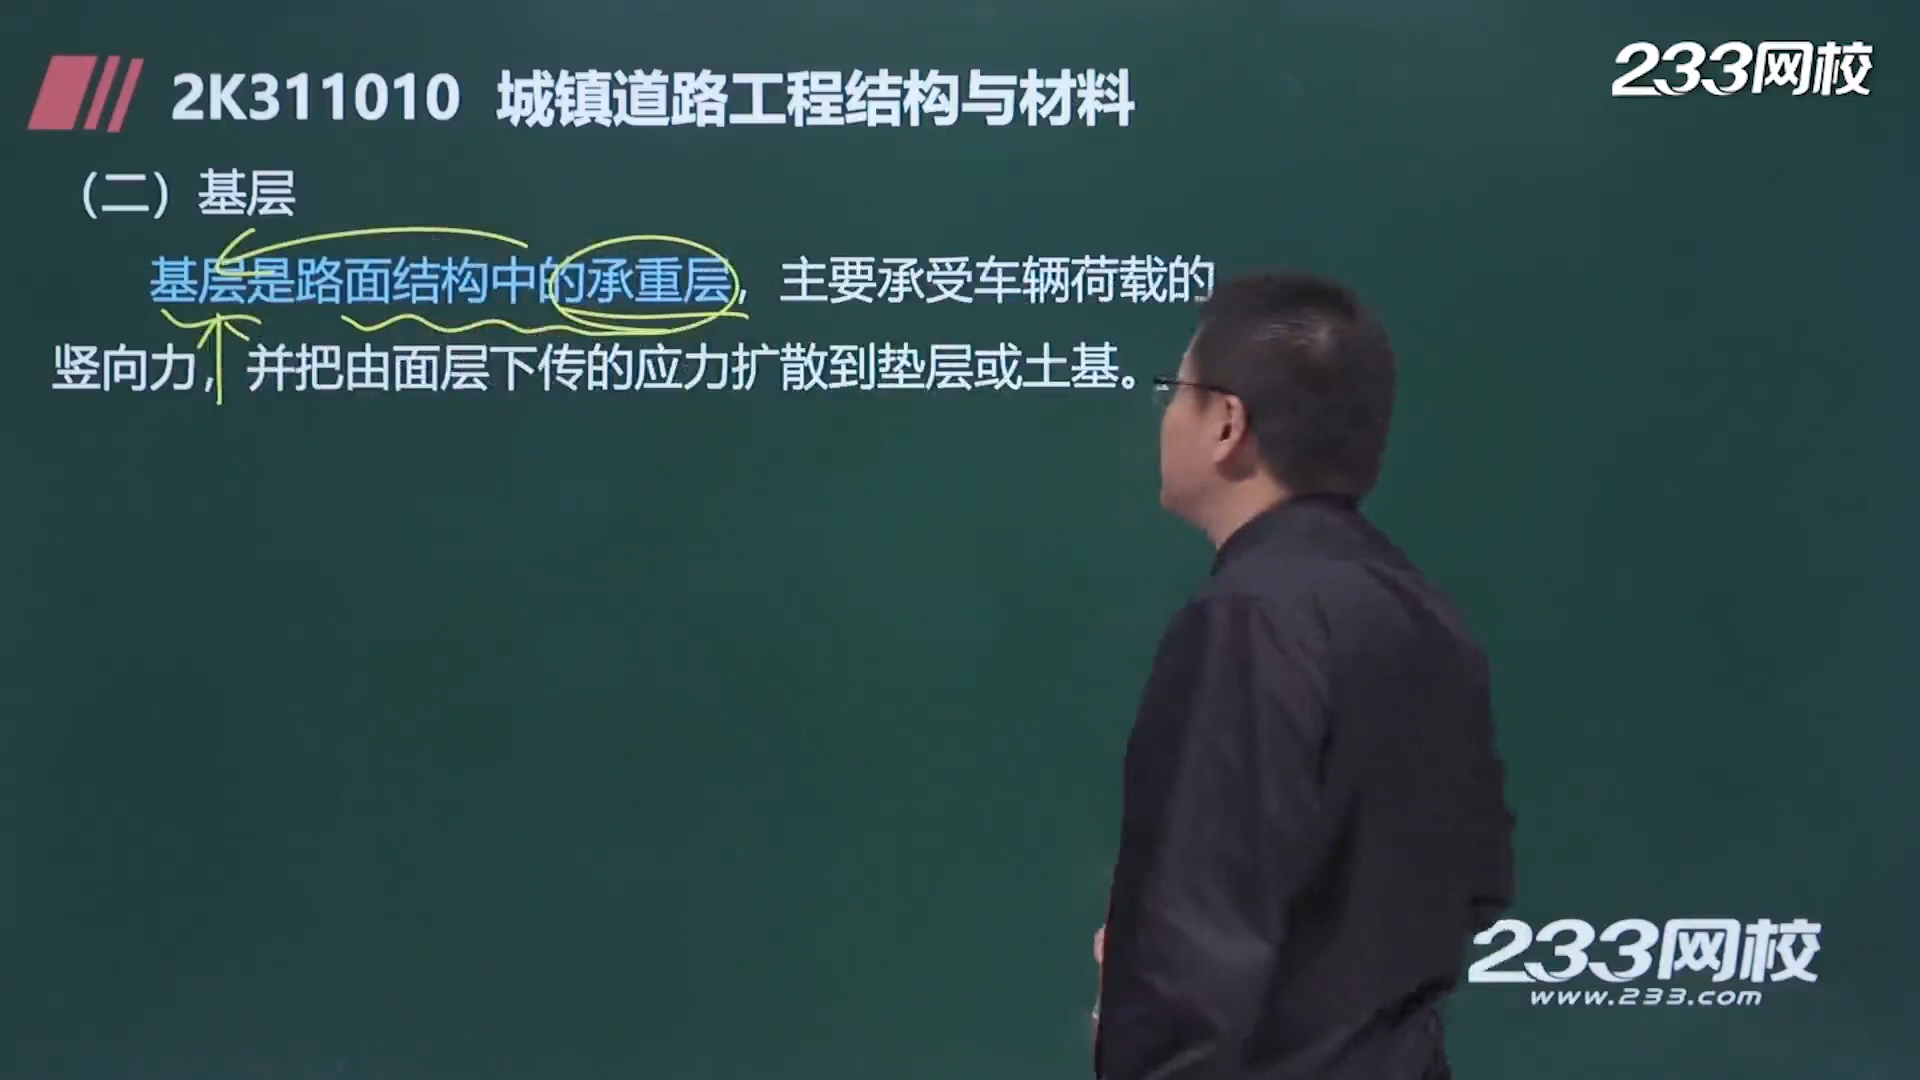 233网校
2K311010 城镇道路工程结构与材料
（二）基层
基层是路面结构中的承重层，主要承受车辆荷载的
竖向力，并把由面层下传的应力扩散到垫层或土基。
233网校
www.233.com